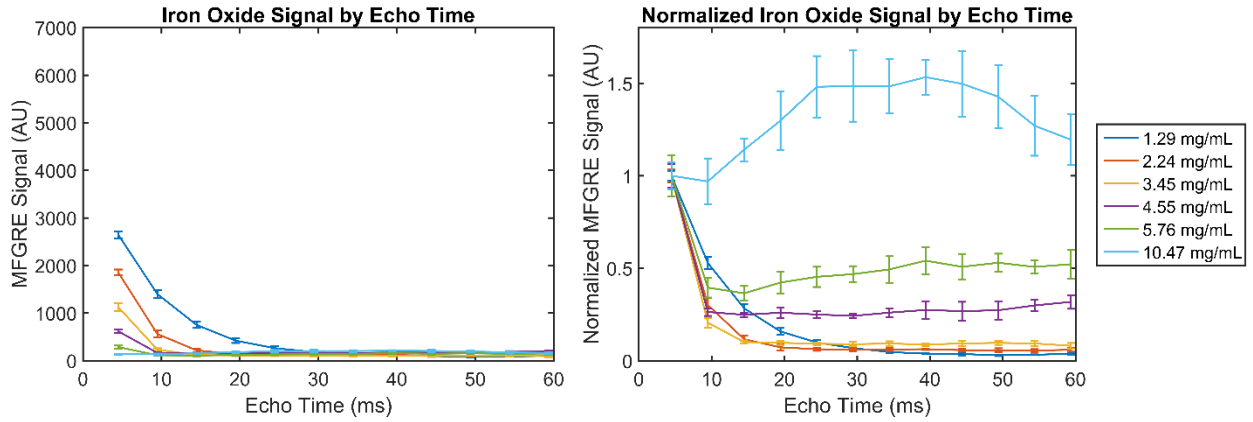 Iron Oxide Signal by Echo Time
MFGRE Signal (AU)
7000
6000
5000
4000
3000
2000
1000
0
0 10 20 30 40 50 60
Echo Time (ms)
Normalized Iron Oxide Signal by Echo Time
Normalized MFGRE Signal (AU)
1.5
1
0.5
0
0 10 20 30 40 50 60
Echo Time (ms)
1.29 mg/mL
2.24 mg/mL
3.45 mg/mL
4.55 mg/mL
5.76 mg/mL
10.47 mg/mL